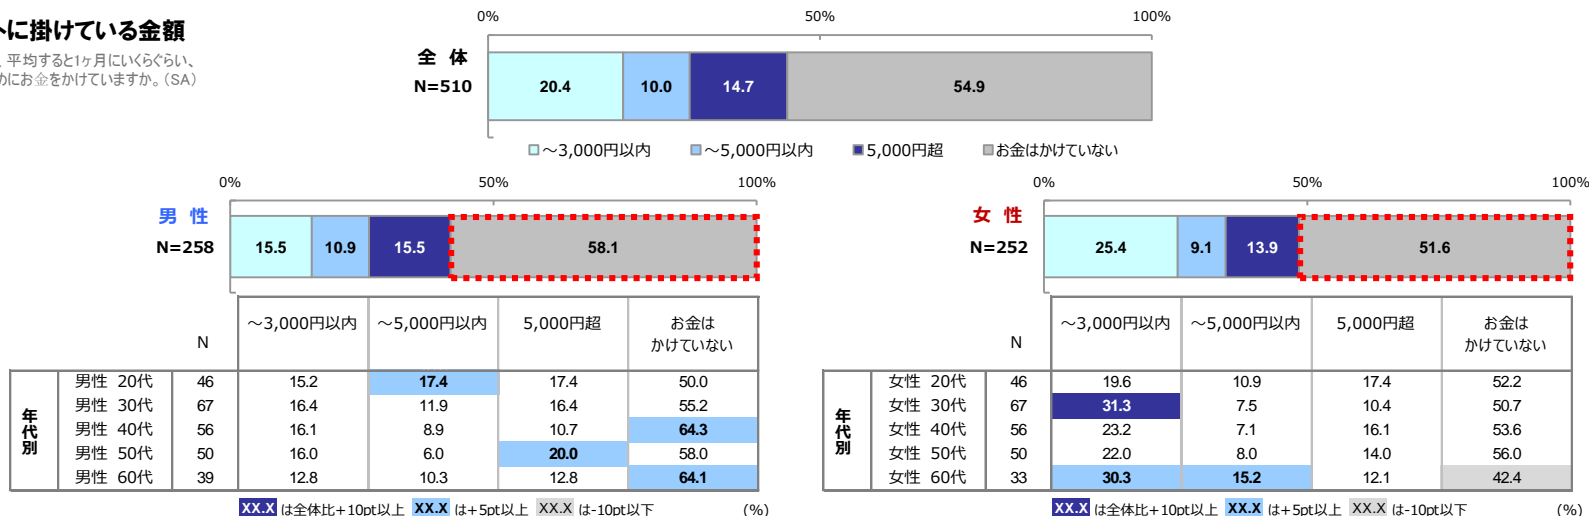 トに掛けている金額
、平均すると1ヶ月にいくらぐらい、
めにお金をかけていますか。(SA)
0% 50% 100%
全 体
N=510
20.4 10.0 14.7 54.9
～3,000円以内 ～5,000円以内 5,000円超 お金はかけていない
0% 50% 100%
男 性
N=258
15.5 10.9 15.5 58.1
N ～3,000円以内 ～5,000円以内 5,000円超 お金は
かけていない
年代別
男性 20代 46 15.2 17.4 17.4 50.0
男性 30代 67 16.4 11.9 16.4 55.2
男性 40代 56 16.1 8.9 10.7 64.3
男性 50代 50 16.0 6.0 20.0 58.0
男性 60代 39 12.8 10.3 12.8 64.1
XX.X は全体比+10pt以上 XX.X は+5pt以上 XX.X は-10pt以下 (%)
0% 50% 100%
女 性
N=252
25.4 9.1 13.9 51.6
N ～3,000円以内 ～5,000円以内 5,000円超 お金は
かけていない
年代別
女性 20代 46 19.6 10.9 17.4 52.2
女性 30代 67 31.3 7.5 10.4 50.7
女性 40代 56 23.2 7.1 16.1 53.6
女性 50代 50 22.0 8.0 14.0 56.0
女性 60代 33 30.3 15.2 12.1 42.4
XX.X は全体比+10pt以上 XX.X は+5pt以上 XX.X は-10pt以下 (%)